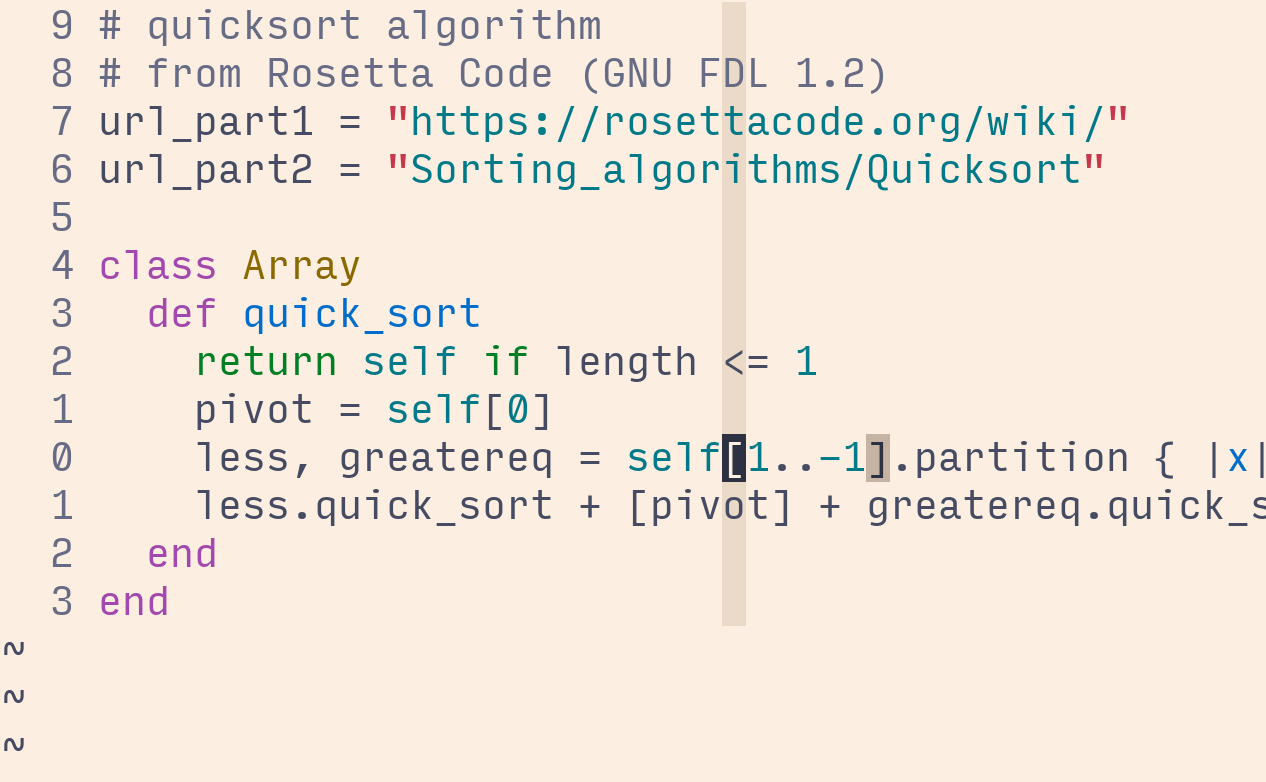 9 # quicksort algorithm
8 # from Rosetta Code (GNU FDL 1.2)
7 url_part1 = "https://rosettacode.org/wiki/"
6 url_part2 = "Sorting_algorithms/Quicksort"
5
4 class Array
3   def quick_sort
2     return self if length <= 1
1     pivot = self[0]
0     less, greatereq = self[1..-1].partition { |x|
1     less.quick_sort + [pivot] + greatereq.quick_s
2   end
3 end
~
~
~